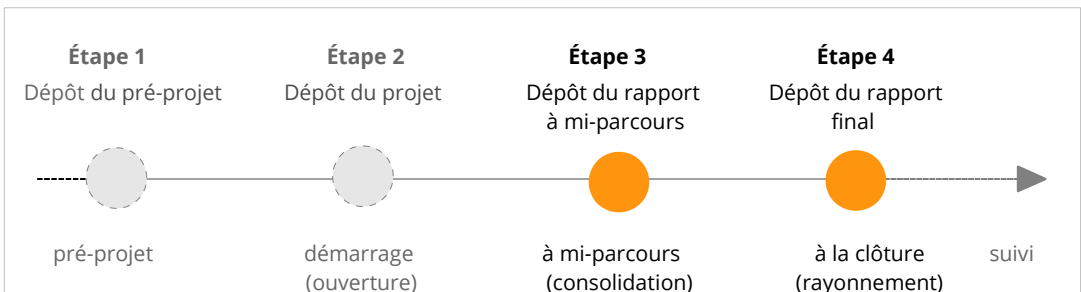 Étape 1
Dépôt du pré-projet
Étape 2
Dépôt du projet
Étape 3
Dépôt du rapport
à mi-parcours
Étape 4
Dépôt du rapport
final
pré-projet
démarrage
(ouverture)
à mi-parcours
(consolidation)
à la clôture
(rayonnement)
suivi